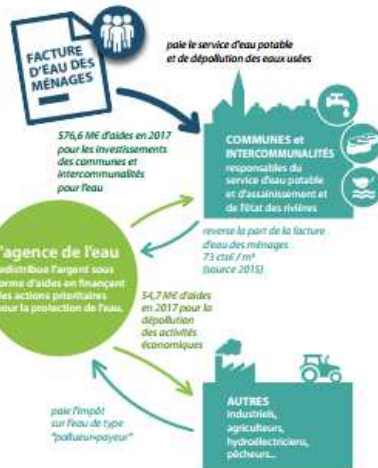 FACTURE
D'EAU DES
MÉNAGES
paie le service d'eau potable
et de dépollution des eaux usées
576,6 M€ d'aides en 2017
pour les investissements
des communes et
intercommunalités
pour l'eau
COMMUNES et
INTERCOMMUNALITÉS
responsables du
service d'eau potable
et d'assainissement et
de l'état des rivières
reverse la part de la facture
d'eau des ménages
73 cts€ / m³
(source 2015)
'agence de l'eau
redistribue l'argent sous
forme d'aides en finançant
les actions prioritaires
pour la protection de l'eau.
54,7 M€ d'aides
en 2017 pour la
dépollution
des activités
économiques
paie l'impôt
sur l'eau de type
"pollueur-payeur"
AUTRES
industriels,
agriculteurs,
hydroélectriciens,
pêcheurs...